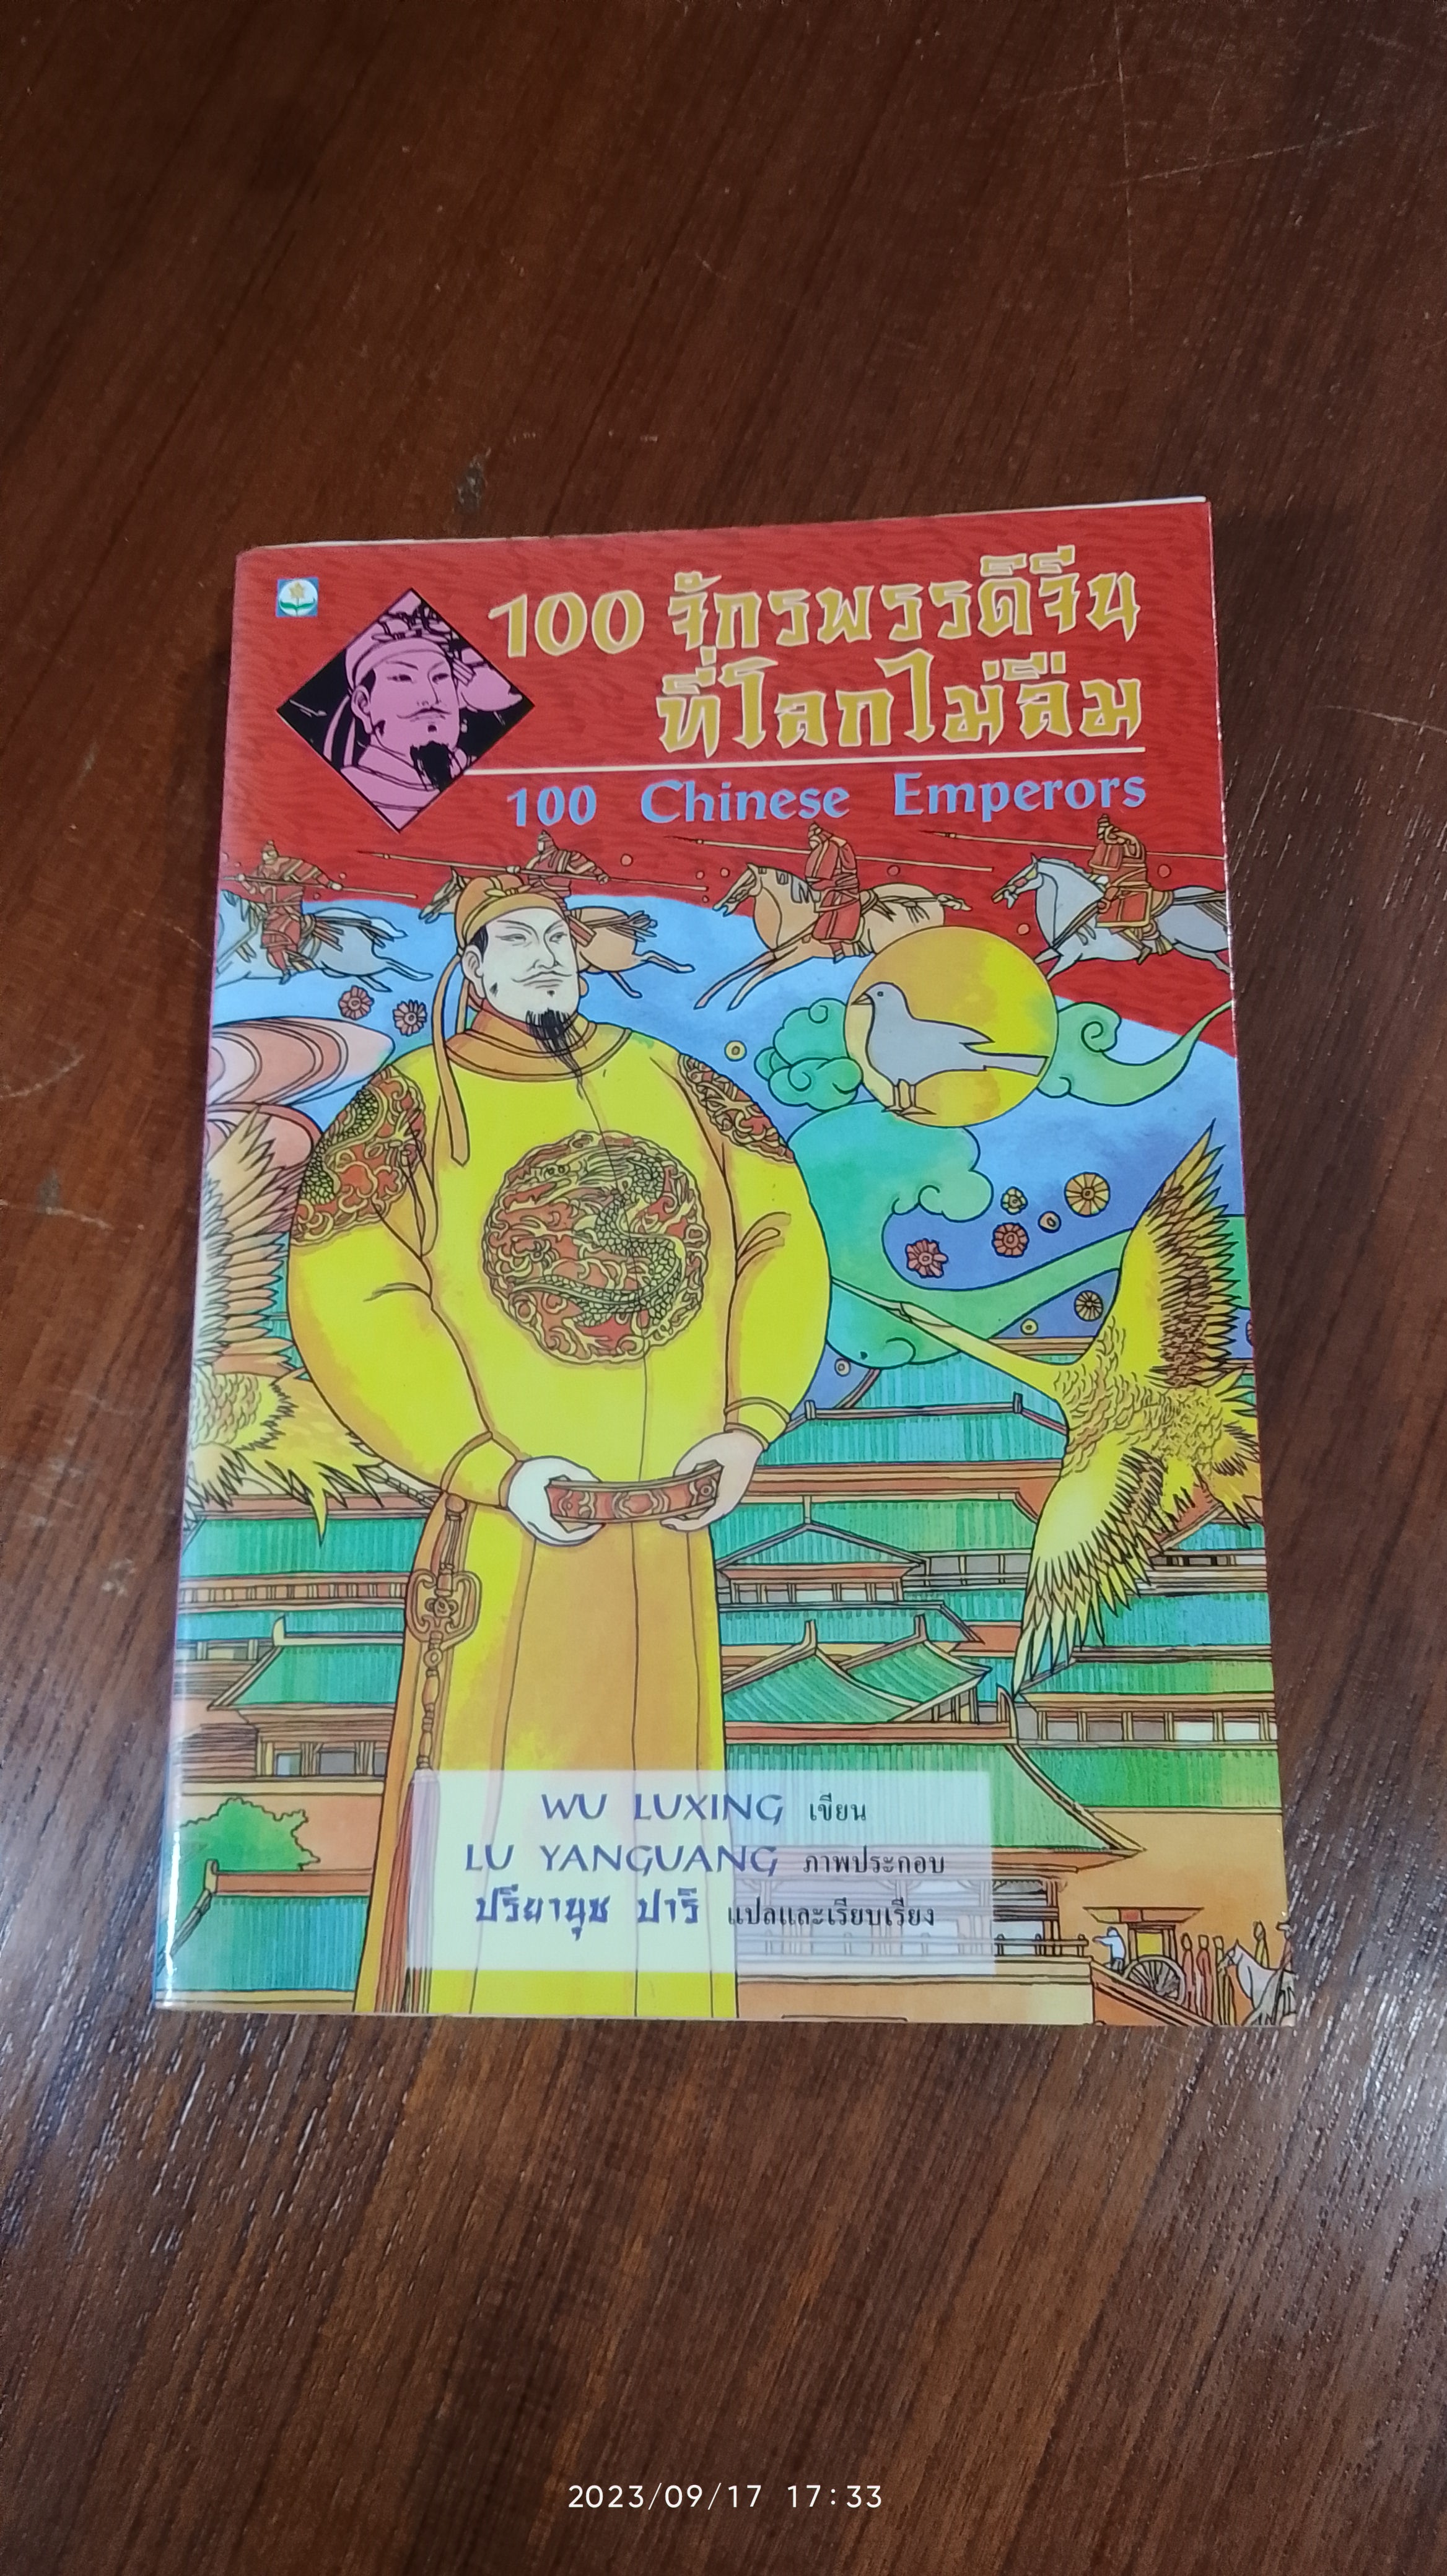 100 จักรพรรดิจีน
ที่โลกไม่ลืม
100 Chinese Emperors
WU LUXING เขียน
LU YANGUANG ภาพประกอบ
ปรียานุช ปาริ แปลและเรียบเรียง
2023/09/17 17:33